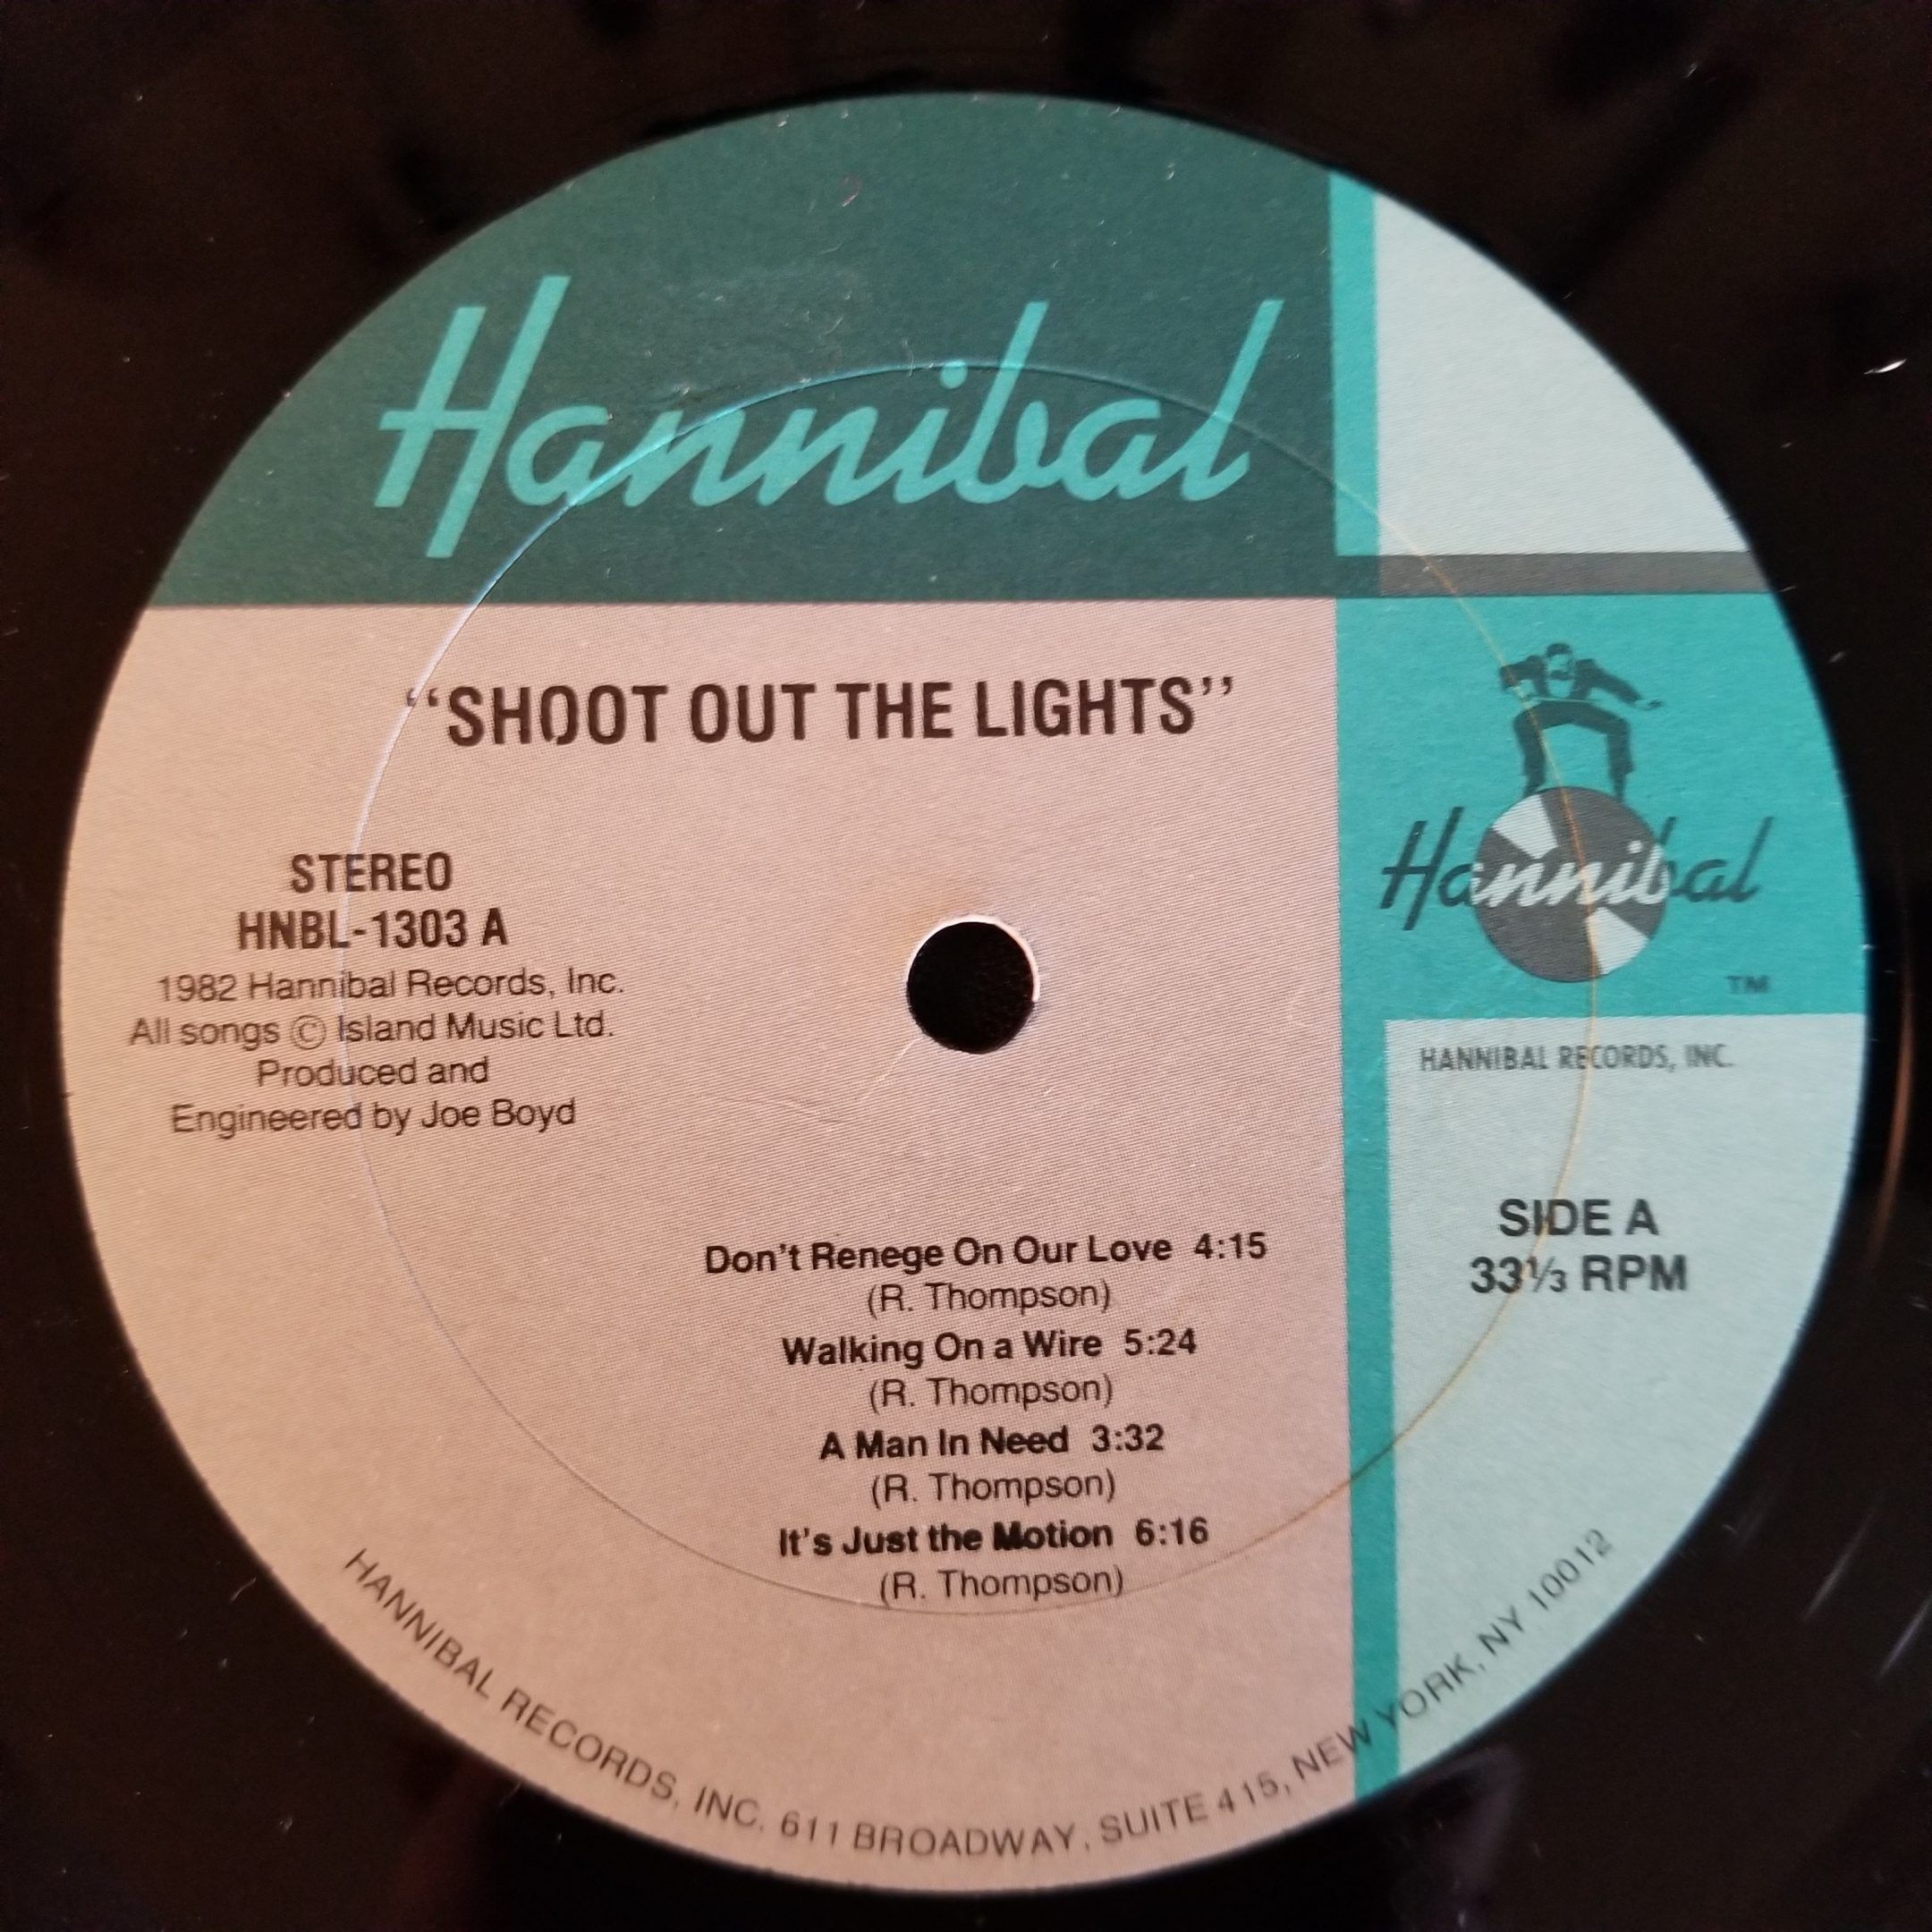 Hannibal
"SHOOT OUT THE LIGHTS"
STEREO
HNBL-1303 A
1982 Hannibal Records, Inc.
All songs © Island Music Ltd.
Produced and
Engineered by Joe Boyd
Hannibal
TM
HANNIBAL RECORDS, INC.
SIDE A
33⅓ RPM
Don't Renege On Our Love 4:15
(R. Thompson)
Walking On a Wire 5:24
(R. Thompson)
A Man In Need 3:32
(R. Thompson)
It's Just the Motion 6:16
(R. Thompson)
HANNIBAL RECORDS, INC. 611 BROADWAY, SUITE 415, NEW YORK, NY 10012